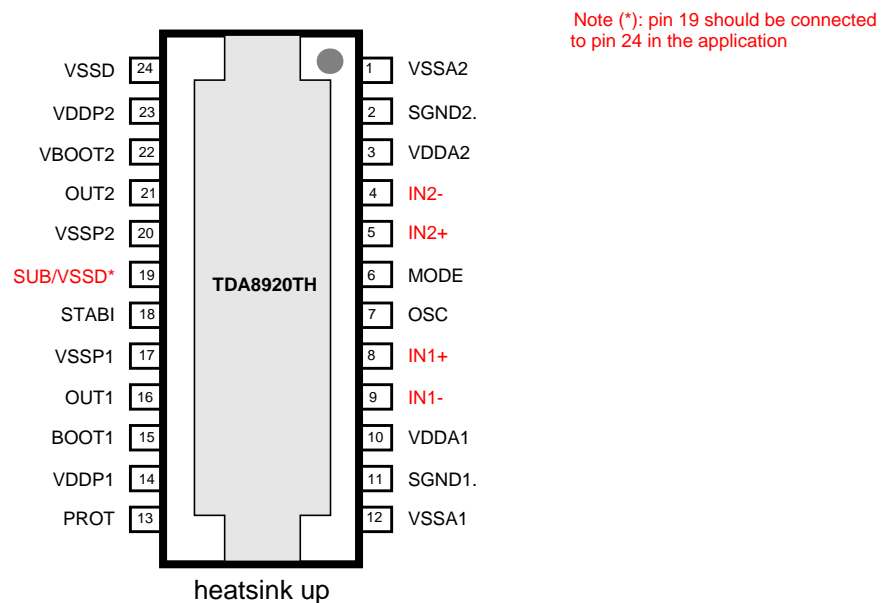 Note (*): pin 19 should be connected
to pin 24 in the application
VSSD 24 1 VSSA2
VDDP2 23 2 SGND2.
VBOOT2 22 3 VDDA2
OUT2 21 4 IN2-
VSSP2 20 5 IN2+
SUB/VSSD* 19 TDA8920TH 6 MODE
STABI 18 7 OSC
VSSP1 17 8 IN1+
OUT1 16 9 IN1-
BOOT1 15 10 VDDA1
VDDP1 14 11 SGND1.
PROT 13 12 VSSA1
heatsink up